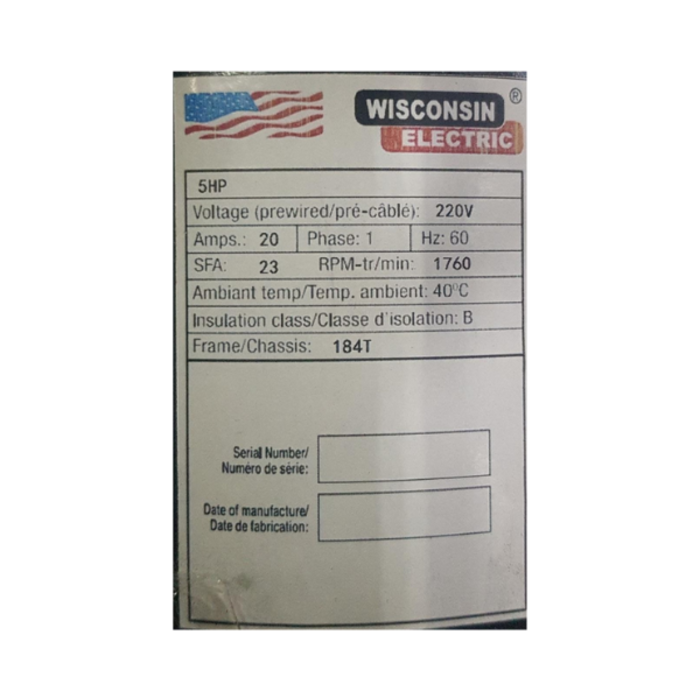 WISCONSIN ®
ELECTRIC
5HP
Voltage (prewired/pré-câblé): 220V
Amps.: 20 Phase: 1 Hz: 60
SFA: 23 RPM-tr/min: 1760
Ambiant temp/Temp. ambient: 40ºC
Insulation class/Classe d'isolation: B
Frame/Chassis: 184T
Serial Number/
Numéro de série:
Date of manufacture/
Date de fabrication: